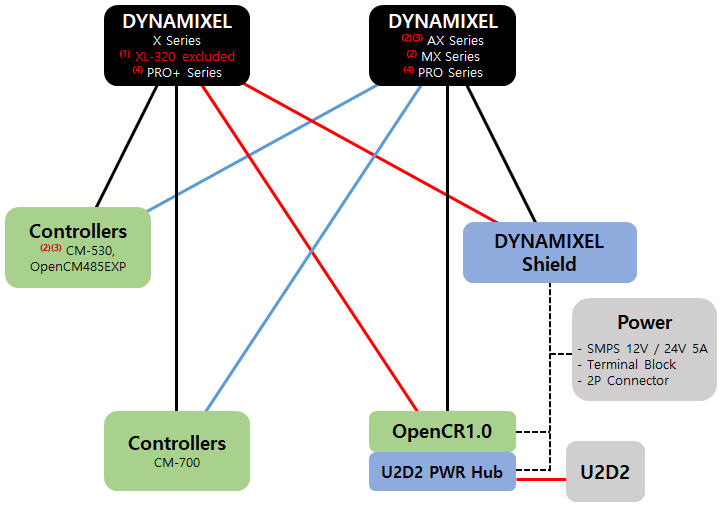 DYNAMIXEL
X Series
(1) XL-320 excluded
(4) PRO+ Series
DYNAMIXEL
(2)(3) AX Series
(2) MX Series
(4) PRO Series
Controllers
(2)(3) CM-530,
OpenCM485EXP
DYNAMIXEL
Shield
Power
- SMPS 12V / 24V 5A
- Terminal Block
- 2P Connector
Controllers
CM-700
OpenCR1.0
U2D2 PWR Hub
U2D2